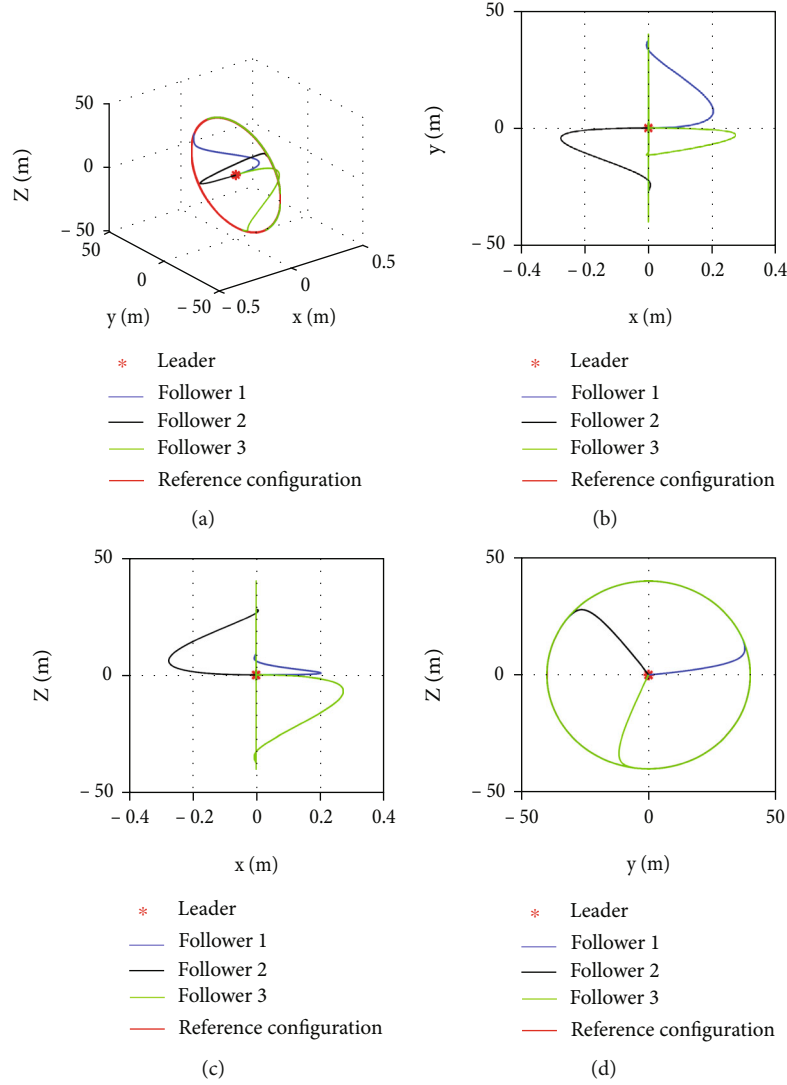 50
0
– 50
Z (m)
50
0
– 50
y (m)
– 0.5
0
0.5
x (m)
* Leader
Follower 1
Follower 2
Follower 3
Reference configuration
(a)
50
0
– 50
y (m)
– 0.4
– 0.2
0
0.2
0.4
x (m)
* Leader
Follower 1
Follower 2
Follower 3
Reference configuration
(b)
50
0
– 50
Z (m)
– 0.4
– 0.2
0
0.2
0.4
x (m)
* Leader
Follower 1
Follower 2
Follower 3
Reference configuration
(c)
50
0
– 50
Z (m)
– 50
0
50
y (m)
* Leader
Follower 1
Follower 2
Follower 3
Reference configuration
(d)